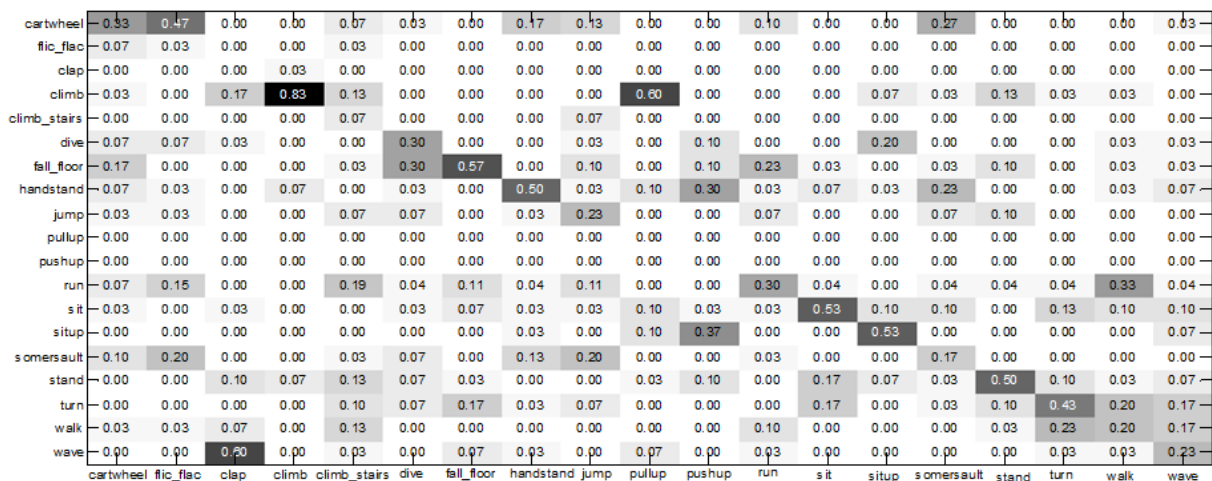 cartwheel 0.33 0.47 0.00 0.00 0.07 0.03 0.00 0.17 0.13 0.00 0.00 0.10 0.00 0.00 0.27 0.00 0.00 0.00 0.03
flic_flac 0.07 0.03 0.00 0.00 0.03 0.00 0.00 0.00 0.00 0.00 0.00 0.00 0.00 0.00 0.00 0.00 0.00 0.00 0.00
clap 0.00 0.00 0.00 0.03 0.00 0.00 0.00 0.00 0.00 0.00 0.00 0.00 0.00 0.00 0.00 0.00 0.00 0.00 0.00
climb 0.03 0.00 0.17 0.83 0.13 0.00 0.00 0.00 0.00 0.60 0.00 0.00 0.00 0.07 0.03 0.13 0.03 0.03 0.00
climb_stairs 0.00 0.00 0.00 0.00 0.07 0.00 0.00 0.00 0.07 0.00 0.00 0.00 0.00 0.00 0.00 0.00 0.00 0.00 0.00
dive 0.07 0.07 0.03 0.00 0.00 0.30 0.00 0.00 0.03 0.00 0.10 0.00 0.00 0.20 0.00 0.00 0.00 0.03 0.03
fall_floor 0.17 0.00 0.00 0.00 0.03 0.30 0.57 0.00 0.10 0.00 0.10 0.23 0.03 0.00 0.03 0.10 0.00 0.03 0.03
handstand 0.07 0.03 0.00 0.07 0.00 0.03 0.00 0.50 0.03 0.10 0.30 0.03 0.07 0.03 0.23 0.00 0.00 0.03 0.07
jump 0.03 0.03 0.00 0.00 0.07 0.07 0.00 0.03 0.23 0.00 0.00 0.07 0.00 0.00 0.07 0.10 0.00 0.00 0.00
pullup 0.00 0.00 0.00 0.00 0.00 0.00 0.00 0.00 0.00 0.00 0.00 0.00 0.00 0.00 0.00 0.00 0.00 0.00 0.00
pushup 0.00 0.00 0.00 0.00 0.00 0.00 0.00 0.00 0.00 0.00 0.00 0.00 0.00 0.00 0.00 0.00 0.00 0.00 0.00
run 0.07 0.15 0.00 0.00 0.19 0.04 0.11 0.04 0.11 0.00 0.00 0.30 0.04 0.00 0.04 0.04 0.04 0.33 0.04
sit 0.03 0.00 0.03 0.00 0.00 0.03 0.07 0.03 0.03 0.10 0.03 0.03 0.53 0.10 0.10 0.00 0.13 0.10 0.10
situp 0.00 0.00 0.00 0.00 0.00 0.00 0.00 0.03 0.00 0.10 0.37 0.00 0.00 0.53 0.00 0.00 0.00 0.00 0.07
somersault 0.10 0.20 0.00 0.00 0.03 0.07 0.00 0.13 0.20 0.00 0.00 0.03 0.00 0.00 0.17 0.00 0.00 0.00 0.00
stand 0.00 0.00 0.10 0.07 0.13 0.07 0.03 0.00 0.00 0.03 0.10 0.00 0.17 0.07 0.03 0.50 0.10 0.03 0.07
turn 0.00 0.00 0.00 0.00 0.10 0.07 0.17 0.03 0.07 0.00 0.00 0.00 0.17 0.00 0.03 0.10 0.43 0.20 0.17
walk 0.03 0.03 0.07 0.00 0.13 0.00 0.00 0.00 0.00 0.00 0.00 0.10 0.00 0.00 0.00 0.03 0.23 0.20 0.17
wave 0.00 0.00 0.60 0.00 0.03 0.00 0.07 0.03 0.00 0.07 0.00 0.00 0.00 0.00 0.00 0.00 0.03 0.03 0.23
cartwheel flic_flac clap climb climb_stairs dive fall_floor handstand jump pullup pushup run sit situp somersault stand turn walk wave